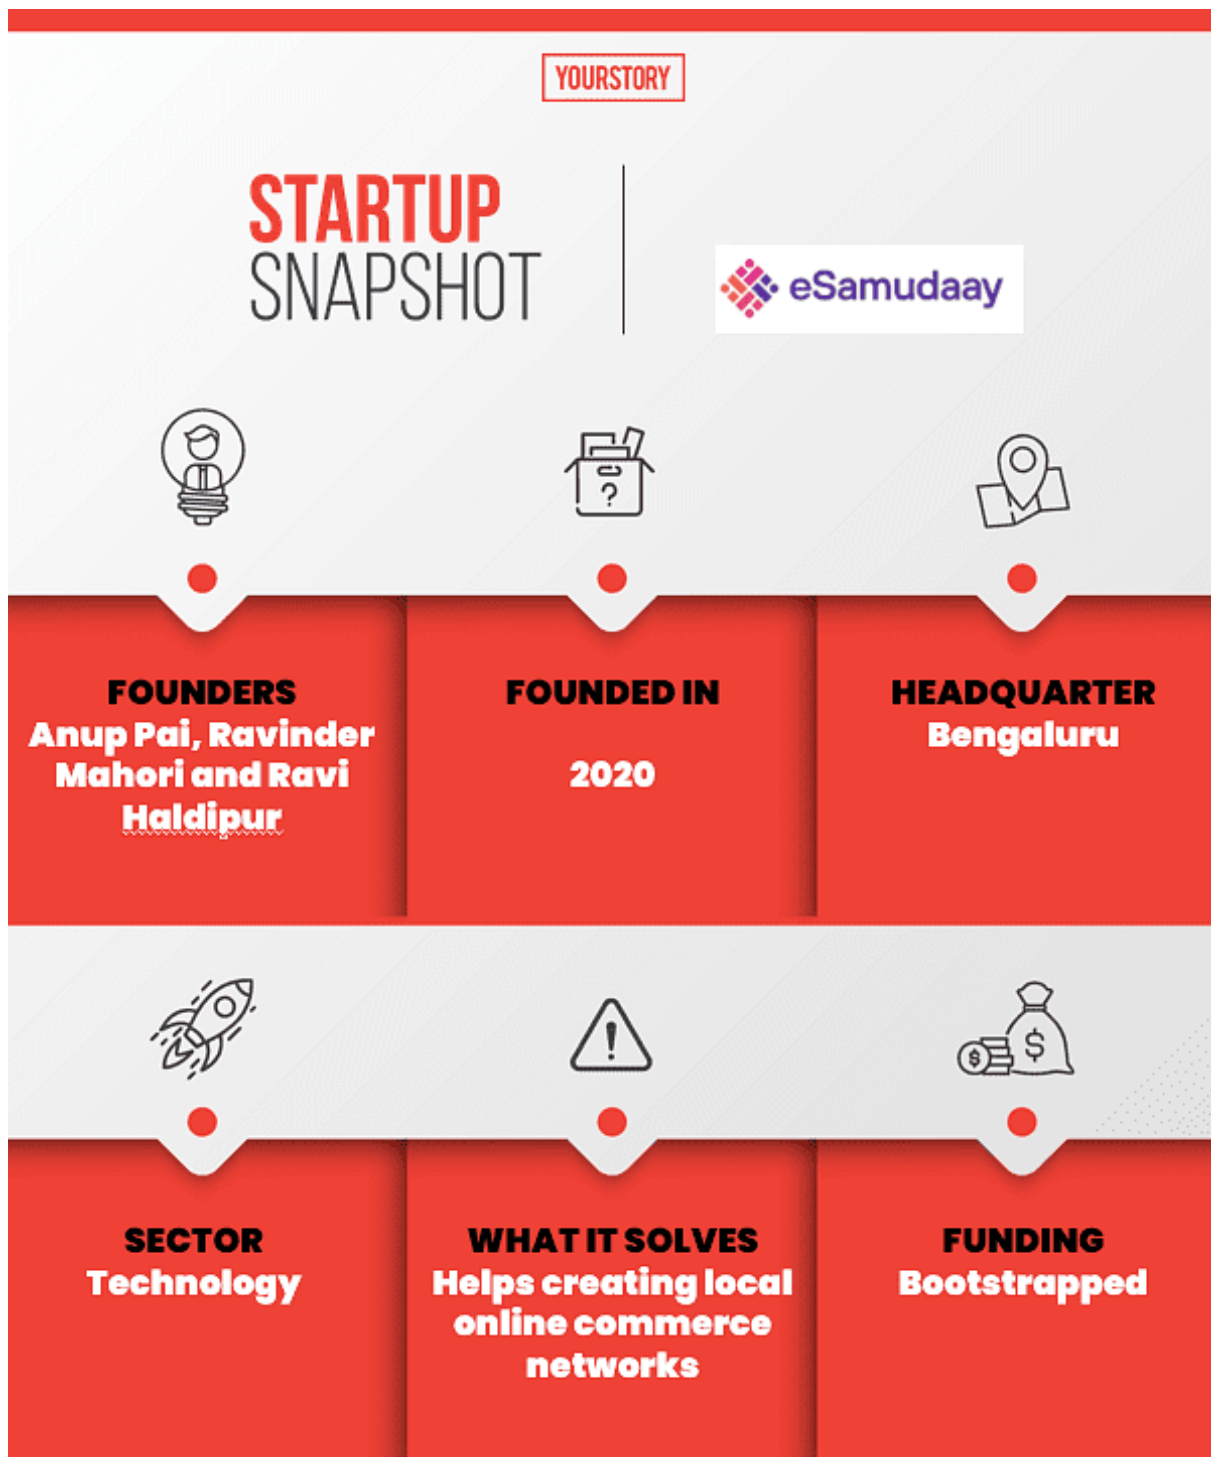 YOURSTORY
STARTUP
SNAPSHOT
eSamudaay
?
FOUNDERS
Anup Pai, Ravinder
Mahori and Ravi
Haldipur
FOUNDED IN
2020
HEADQUARTER
Bengaluru
!
$ $
SECTOR
Technology
WHAT IT SOLVES
Helps creating local
online commerce
networks
FUNDING
Bootstrapped